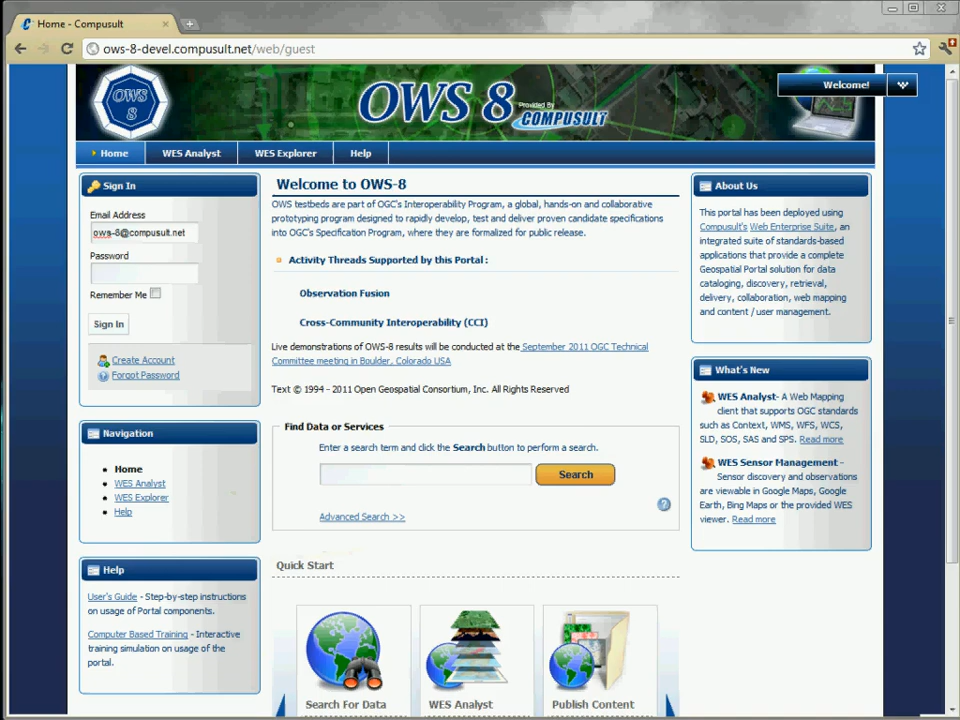 Home - Compusult
ows-8-devel.compusult.net/web/guest
OWS 8
OWS 8
Provided By
COMPUSULT
Welcome!
Home
WES Analyst
WES Explorer
Help
Sign In
Email Address
ows-8@compusult.net
Password
Remember Me
Sign In
Create Account
Forgot Password
Navigation
Home
WES Analyst
WES Explorer
Help
Help
User's Guide - Step-by-step instructions
on usage of Portal components.
Computer Based Training - Interactive
training simulation on usage of the
portal.
Welcome to OWS-8
OWS testbeds are part of OGC's Interoperability Program, a global, hands-on and collaborative
prototyping program designed to rapidly develop, test and deliver proven candidate specifications
into OGC's Specification Program, where they are formalized for public release.
Activity Threads Supported by this Portal :
Observation Fusion
Cross-Community Interoperability (CCI)
Live demonstrations of OWS-8 results will be conducted at the September 2011 OGC Technical
Committee meeting in Boulder, Colorado USA
Text © 1994 - 2011 Open Geospatial Consortium, Inc. All Rights Reserved
Find Data or Services
Enter a search term and click the Search button to perform a search.
Search
Advanced Search >>
Quick Start
Search For Data
WES Analyst
Publish Content
About Us
This portal has been deployed using
Compusult's Web Enterprise Suite, an
integrated suite of standards-based
applications that provide a complete
Geospatial Portal solution for data
cataloging, discovery, retrieval,
delivery, collaboration, web mapping
and content / user management.
What's New
WES Analyst- A Web Mapping
client that supports OGC standards
such as Context, WMS, WFS, WCS,
SLD, SOS, SAS and SPS. Read more
WES Sensor Management -
Sensor discovery and observations
are viewable in Google Maps, Google
Earth, Bing Maps or the provided WES
viewer. Read more